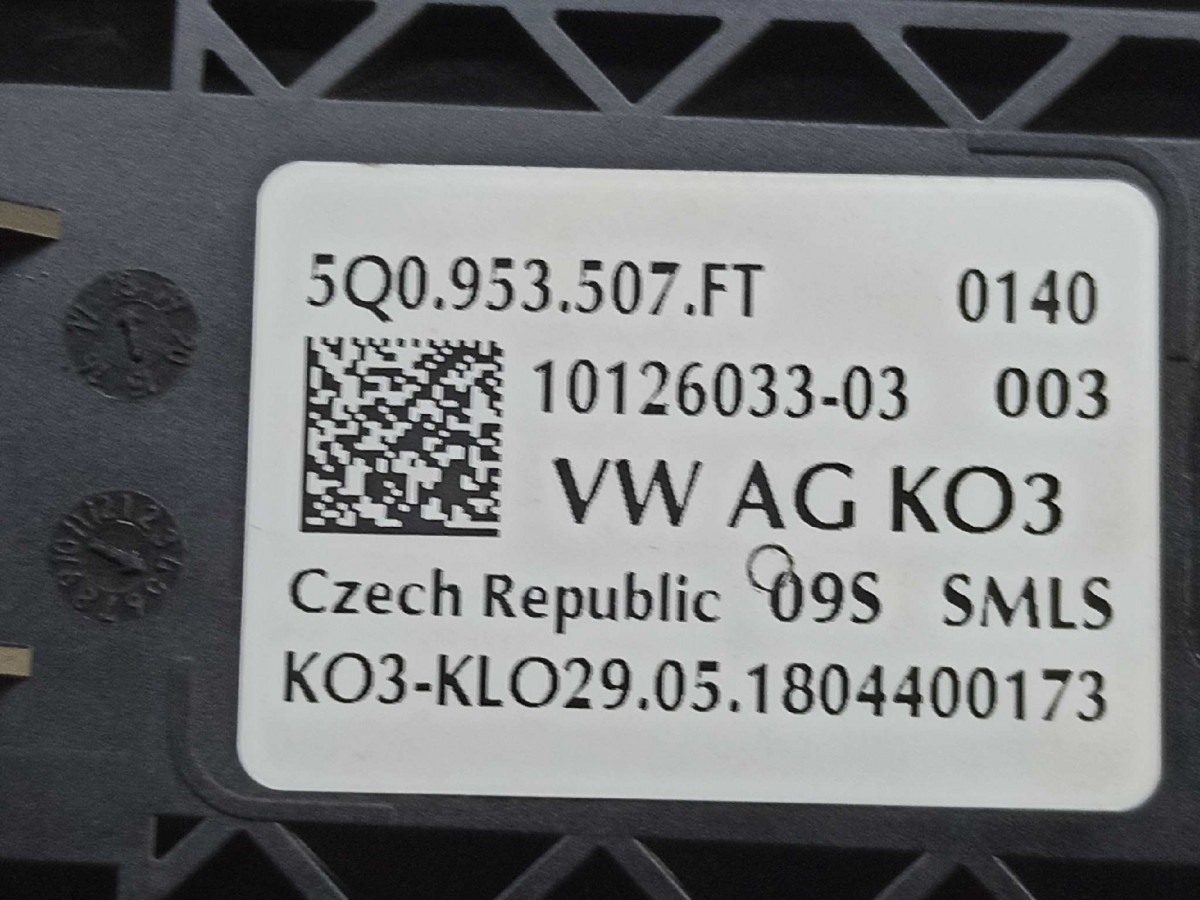 5Q0.953.507.FT 0140
10126033-03 003
VW AG KO3
Czech Republic 09S SMLS
KO3-KLO29.05.1804400173